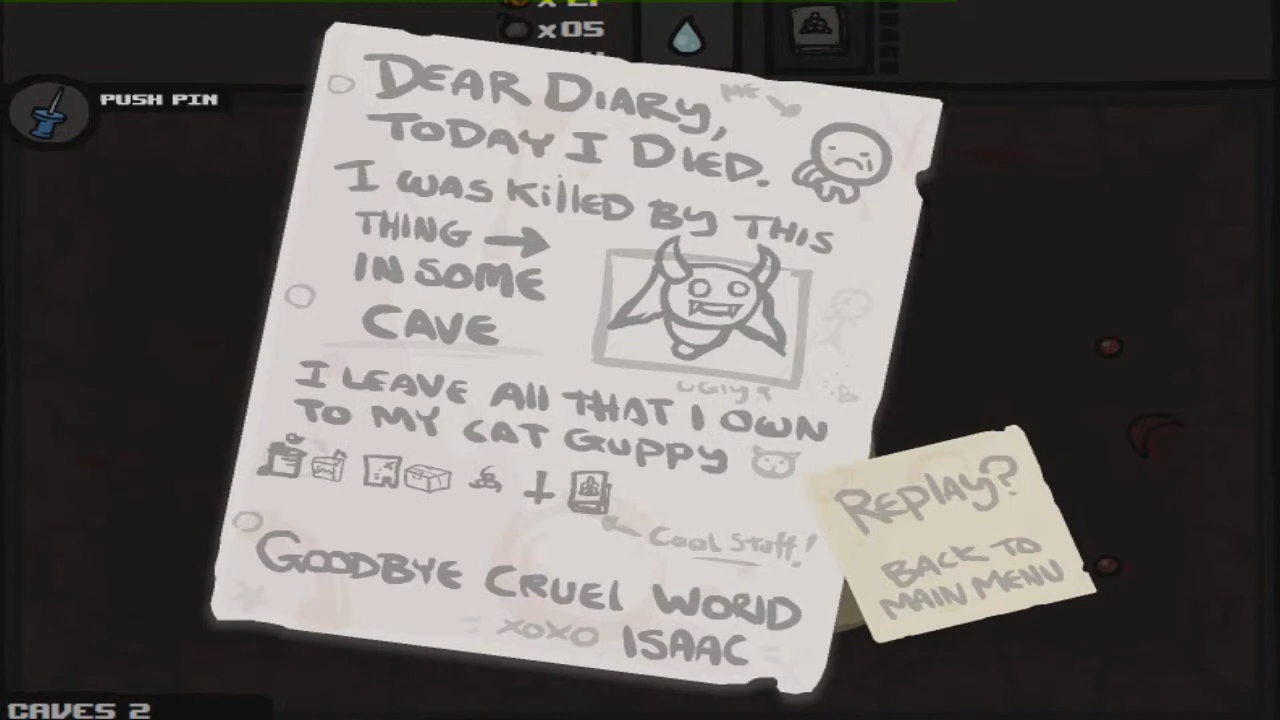 x05
PUSH PIN
DEAR DIARY,
ME
TODAY I DIED.
I WAS KILLED BY THIS
THING
IN SOME
CAVE
UGLY
I LEAVE All THAT I OWN
TO MY CAT GUPPY
Cool Stuff!
GOODBYE CRUEL WORLD
XOXO ISAAC
REPLAY?
BACK TO
MAIN MENU
CAVES 2